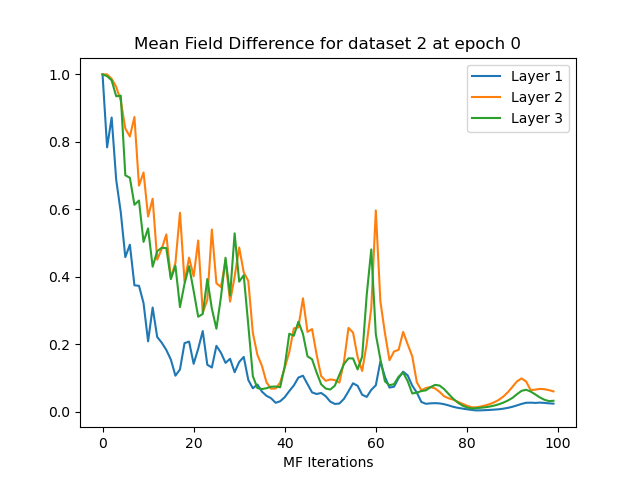 Mean Field Difference for dataset 2 at epoch 0
Layer 1
Layer 2
Layer 3
1.0
0.8
0.6
0.4
0.2
0.0
0 20 40 60 80 100
MF Iterations